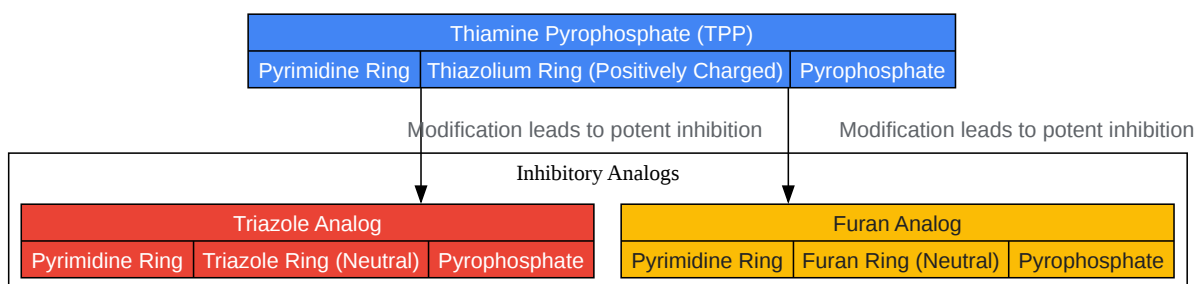 Thiamine Pyrophosphate (TPP)
Pyrimidine Ring Thiazolium Ring (Positively Charged) Pyrophosphate
Modification leads to potent inhibition Modification leads to potent inhibition
Inhibitory Analogs
Triazole Analog
Pyrimidine Ring Triazole Ring (Neutral) Pyrophosphate
Furan Analog
Pyrimidine Ring Furan Ring (Neutral) Pyrophosphate